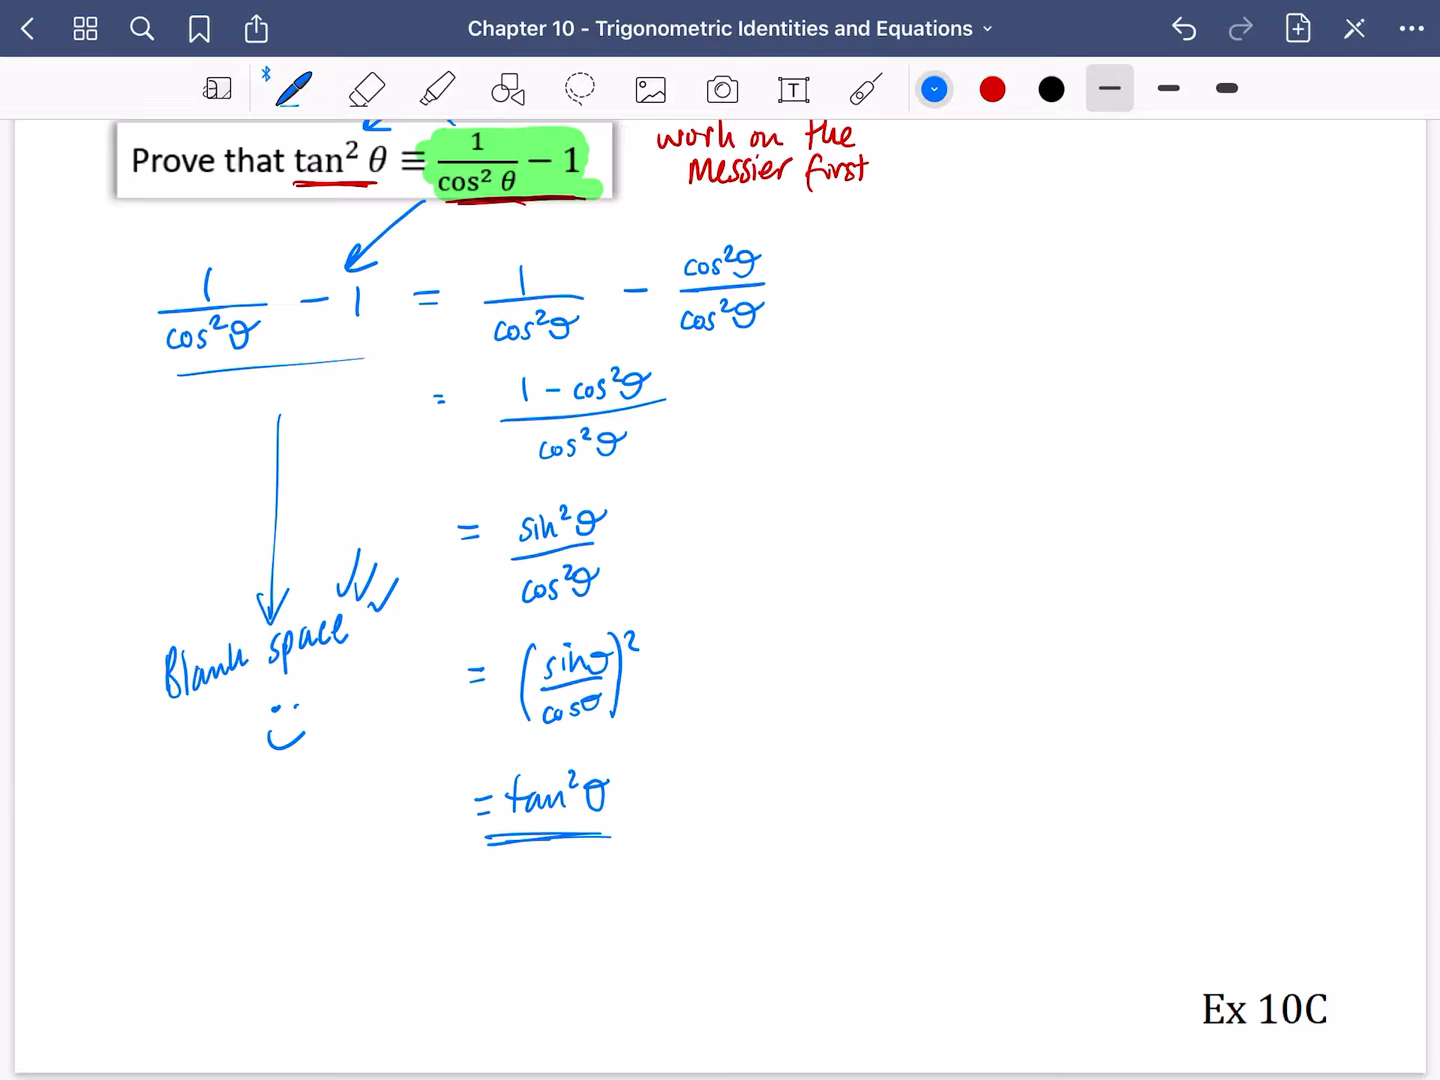 Chapter 10 - Trigonometric Identities and Equations
Prove that tan² θ ≡ 1/cos² θ − 1
work on the
Messier first
1/cos²θ − 1 = 1/cos²θ − cos²θ/cos²θ
= (1 − cos²θ)/cos²θ
= sin²θ/cos²θ
Blank space
= (sinθ/cosθ)²
= tan²θ
Ex 10C